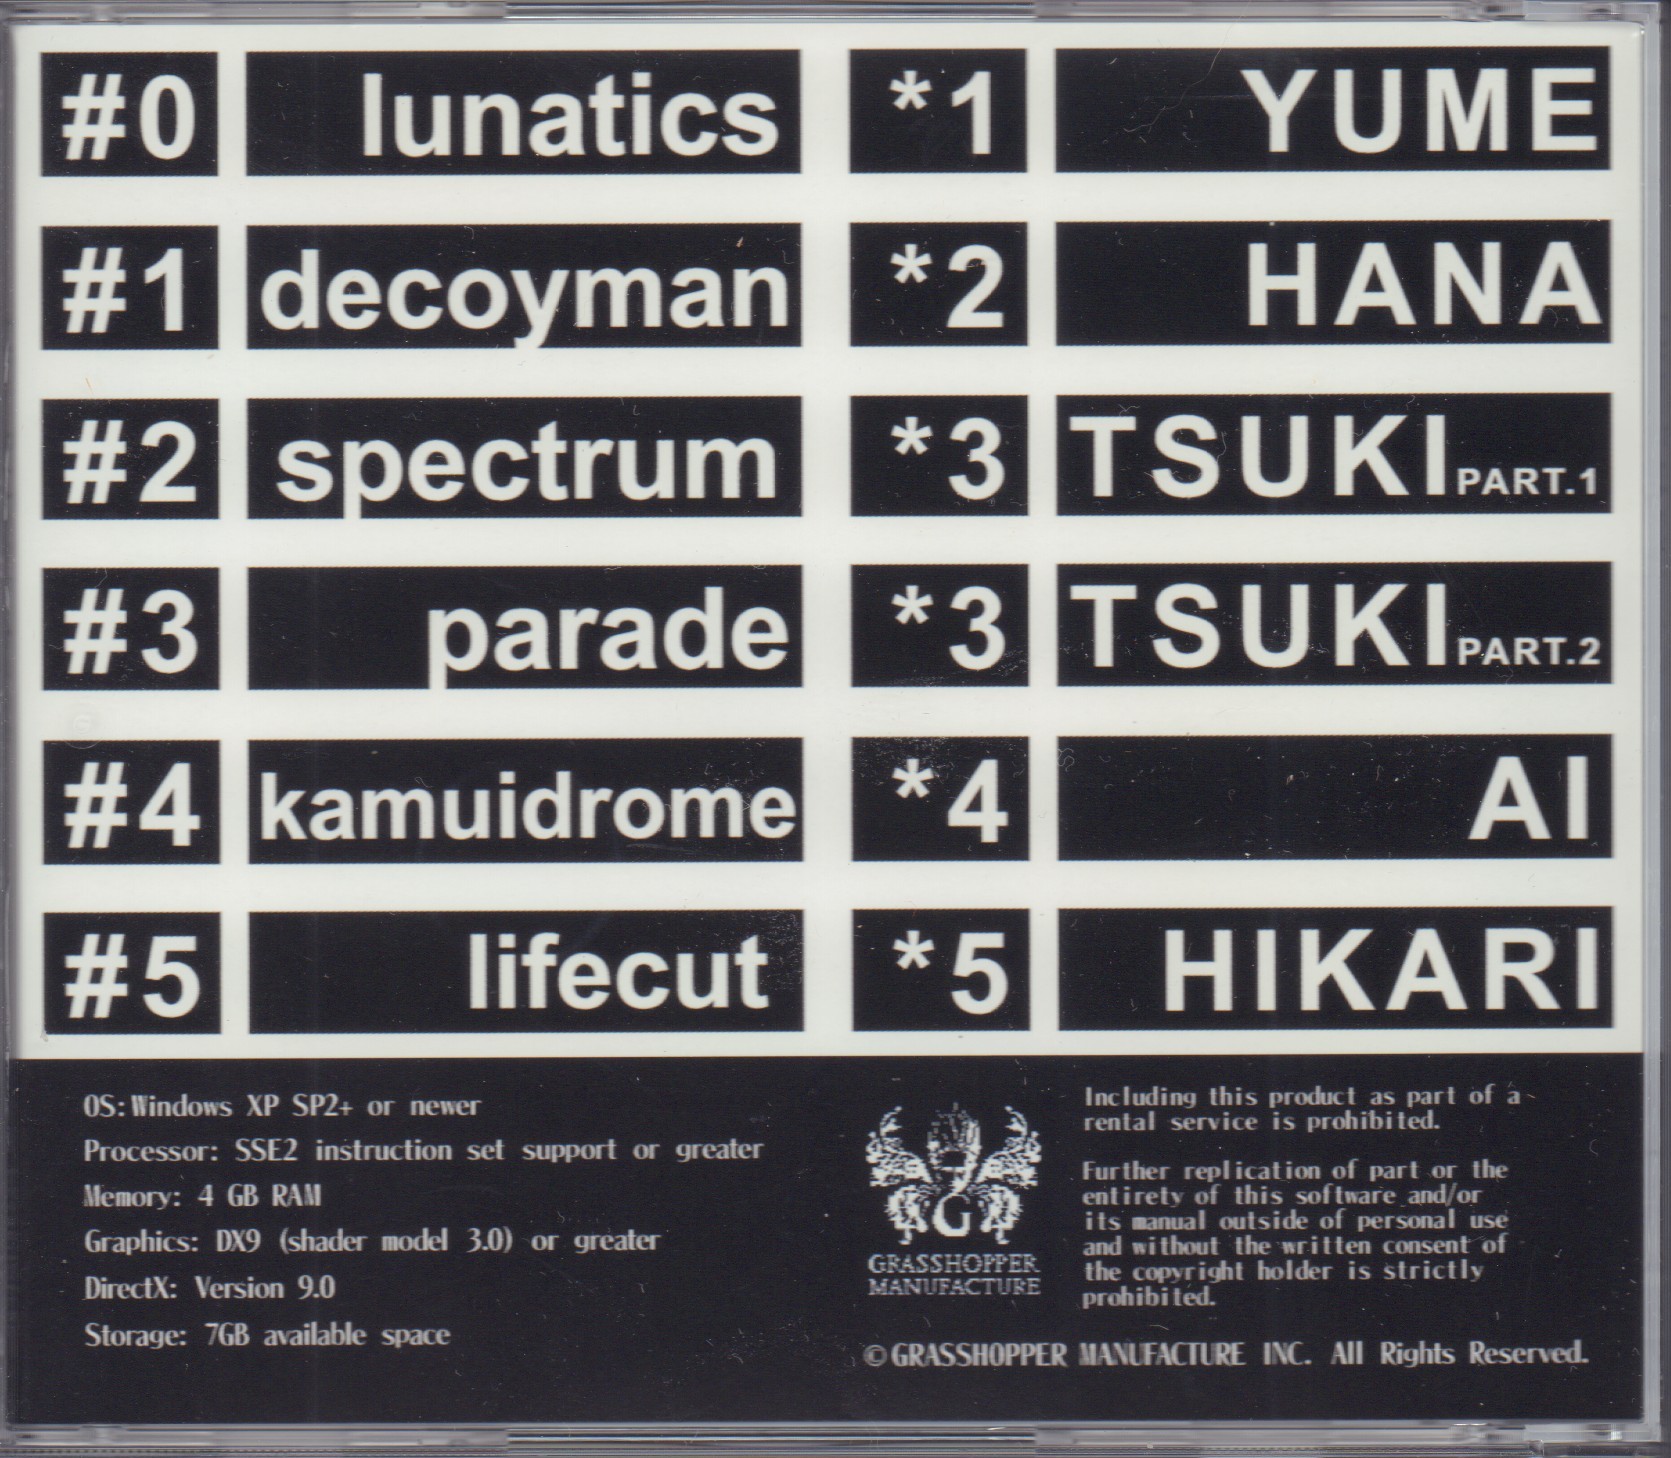 #0 lunatics
#1 decoyman
#2 spectrum
#3 parade
#4 kamuidrome
#5 lifecut
*1 YUME
*2 HANA
*3 TSUKI PART.1
*3 TSUKI PART.2
*4 AI
*5 HIKARI
OS: Windows XP SP2+ or newer
Processor: SSE2 instruction set support or greater
Memory: 4 GB RAM
Graphics: DX9 (shader model 3.0) or greater
DirectX: Version 9.0
Storage: 7GB available space
G
GRASSHOPPER
MANUFACTURE
Including this product as part of a
rental service is prohibited.
Further replication of part or the
entirety of this software and/or
its manual outside of personal use
and without the written consent of
the copyright holder is strictly
prohibited.
© GRASSHOPPER MANUFACTURE INC. All Rights Reserved.